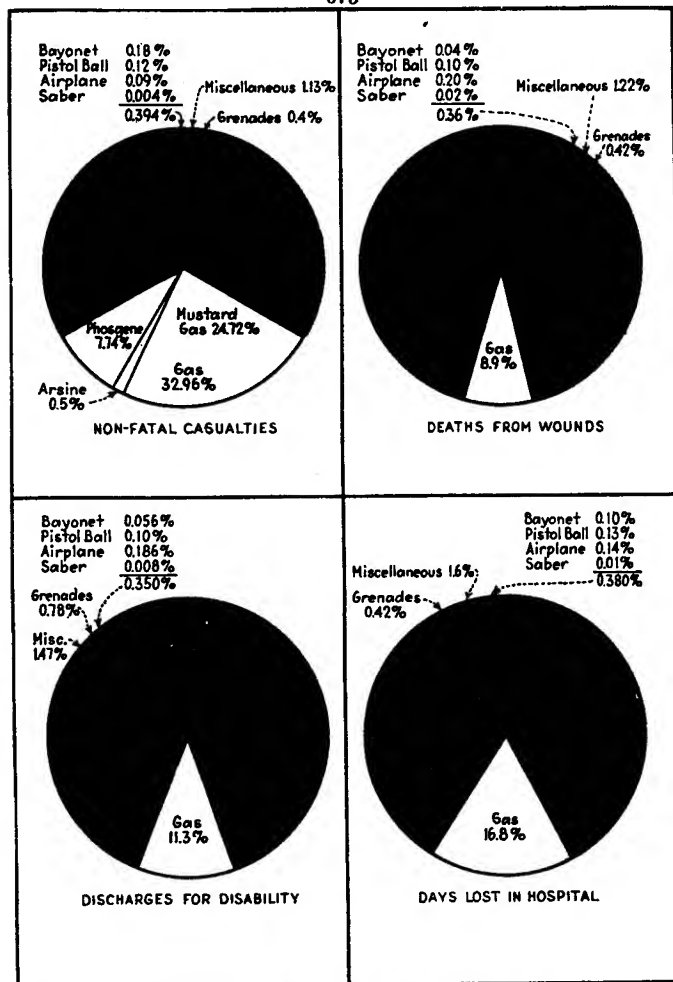 Bayonet 0.18%
Pistol Ball 0.12%
Airplane 0.09%
Saber 0.004%
0.394%
Miscellaneous 1.13%
Grenades 0.4%
Phosgene
7.74%
Mustard
Gas 24.72%
Gas
32.96%
Arsine
0.5%
NON-FATAL CASUALTIES
Bayonet 0.04%
Pistol Ball 0.10%
Airplane 0.20%
Saber 0.02%
0.36%
Miscellaneous 1.22%
Grenades
0.42%
Gas
8.9%
DEATHS FROM WOUNDS
Bayonet 0.056%
Pistol Ball 0.10%
Airplane 0.186%
Saber 0.008%
0.350%
Grenades
0.78%
Misc.
1.47%
Gas
11.3%
DISCHARGES FOR DISABILITY
Bayonet 0.10%
Pistol Ball 0.13%
Airplane 0.14%
Saber 0.01%
0.380%
Miscellaneous 1.6%
Grenades
0.42%
Gas
16.8%
DAYS LOST IN HOSPITAL